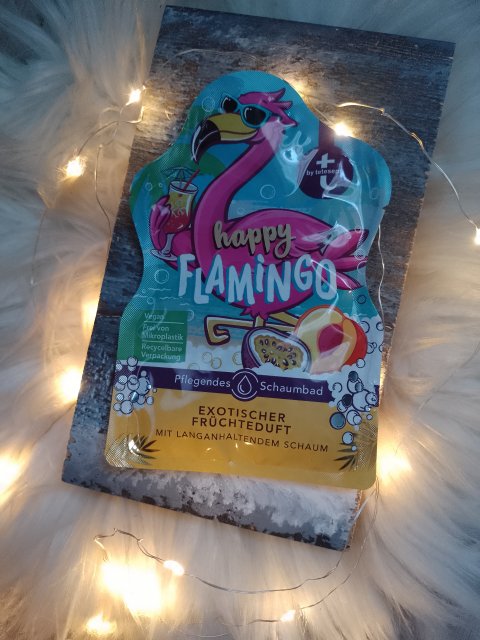 by tetesept
happy
FLAMINGO
Vegan
Frei von
Mikroplastik
Recycelbare
Verpackung
Pflegendes Schaumbad
EXOTISCHER
FRÜCHTEDUFT
MIT LANGANHALTENDEM SCHAUM